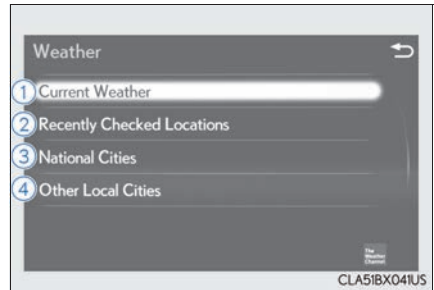 Weather
1 Current Weather
2 Recently Checked Locations
3 National Cities
4 Other Local Cities
The
Weather
Channel
CLA51BX041US